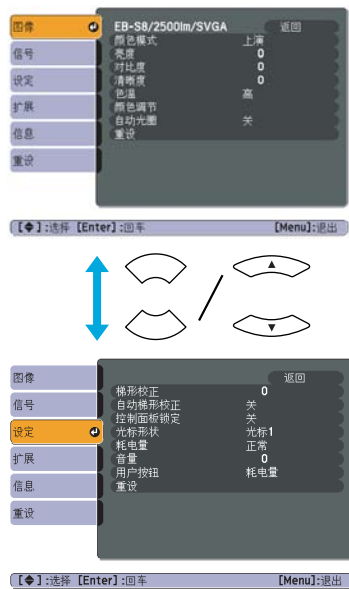 图像
信号
设定
扩展
信息
重设
EB-S8/2500lm/SVGA 返回
颜色模式 上演
亮度 0
对比度 0
清晰度 0
色温 高
颜色调节
自动光圈 关
重设
[◆]:选择 [Enter]:回车 [Menu]:退出
图像
信号
设定
扩展
信息
重设
返回
梯形校正 0
自动梯形校正 关
控制面板锁定 关
光标形状 光标1
耗电量 正常
音量 0
用户按钮 耗电量
重设
[◆]:选择 [Enter]:回车 [Menu]:退出